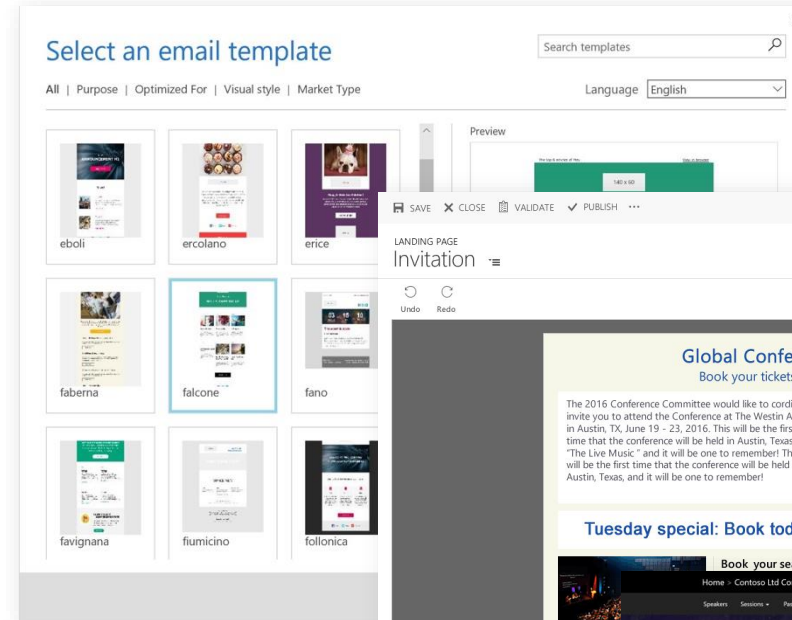 Select an email template
Search templates
All | Purpose | Optimized For | Visual style | Market Type
Language English
Preview
140 x 60
eboli
ercolano
erice
SAVE CLOSE VALIDATE PUBLISH ...
LANDING PAGE
Invitation
Undo Redo
faberna
falcone
fano
Global Confe
Book your tickets
The 2016 Conference Committee would like to cordi
invite you to attend the Conference at The Westin A
in Austin, TX, June 19 - 23, 2016. This will be the firs
time that the conference will be held in Austin, Texas
"The Live Music " and it will be one to remember! Th
will be the first time that the conference will be held
Austin, Texas, and it will be one to remember!
favignana
fiumicino
follonica
Tuesday special: Book tod
Book your sea
Home > Contoso Ltd Co
Speakers Sessions Pas